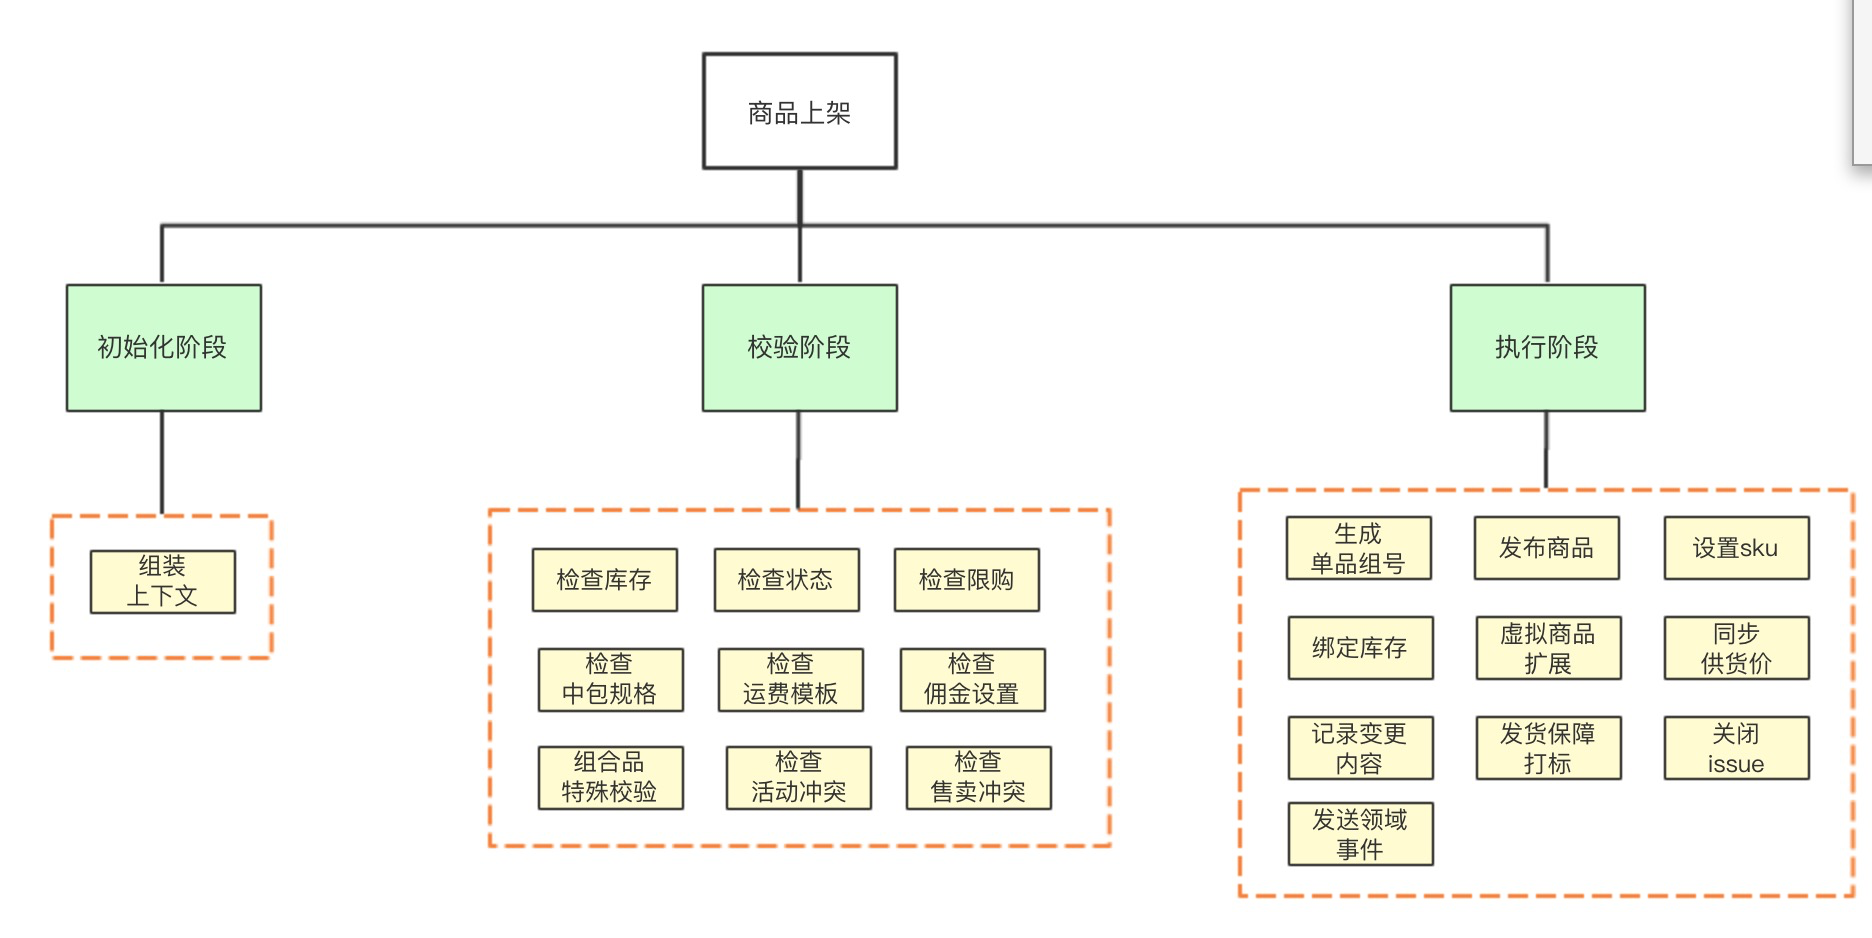 商品上架
初始化阶段
校验阶段
执行阶段
组装
上下文
检查库存
检查状态
检查限购
检查
中包规格
检查
运费模板
检查
佣金设置
组合品
特殊校验
检查
活动冲突
检查
售卖冲突
生成
单品组号
发布商品
设置sku
绑定库存
虚拟商品
扩展
同步
供货价
记录变更
内容
发货保障
打标
关闭
issue
发送领域
事件